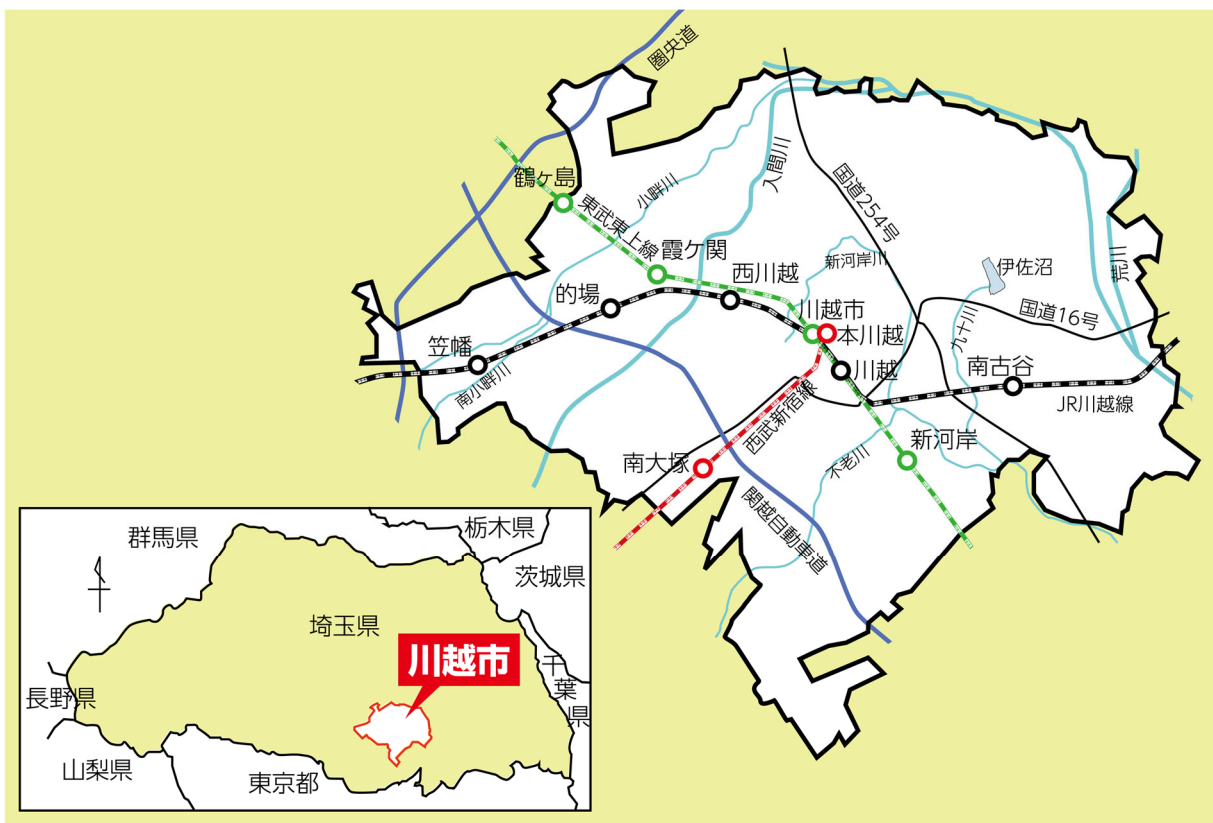 圏央道
鶴ヶ島
東武東上線
小畔川
入間川
国道254号
荒川
霞ケ関
西川越
新河岸川
伊佐沼
的場
川越市
本川越
国道16号
九十川
笠幡
川越
南古谷
南小畔川
JR川越線
西武新宿線
南大塚
不老川
新河岸
関越自動車道
群馬県
栃木県
茨城県
埼玉県
川越市
千葉県
長野県
山梨県
東京都